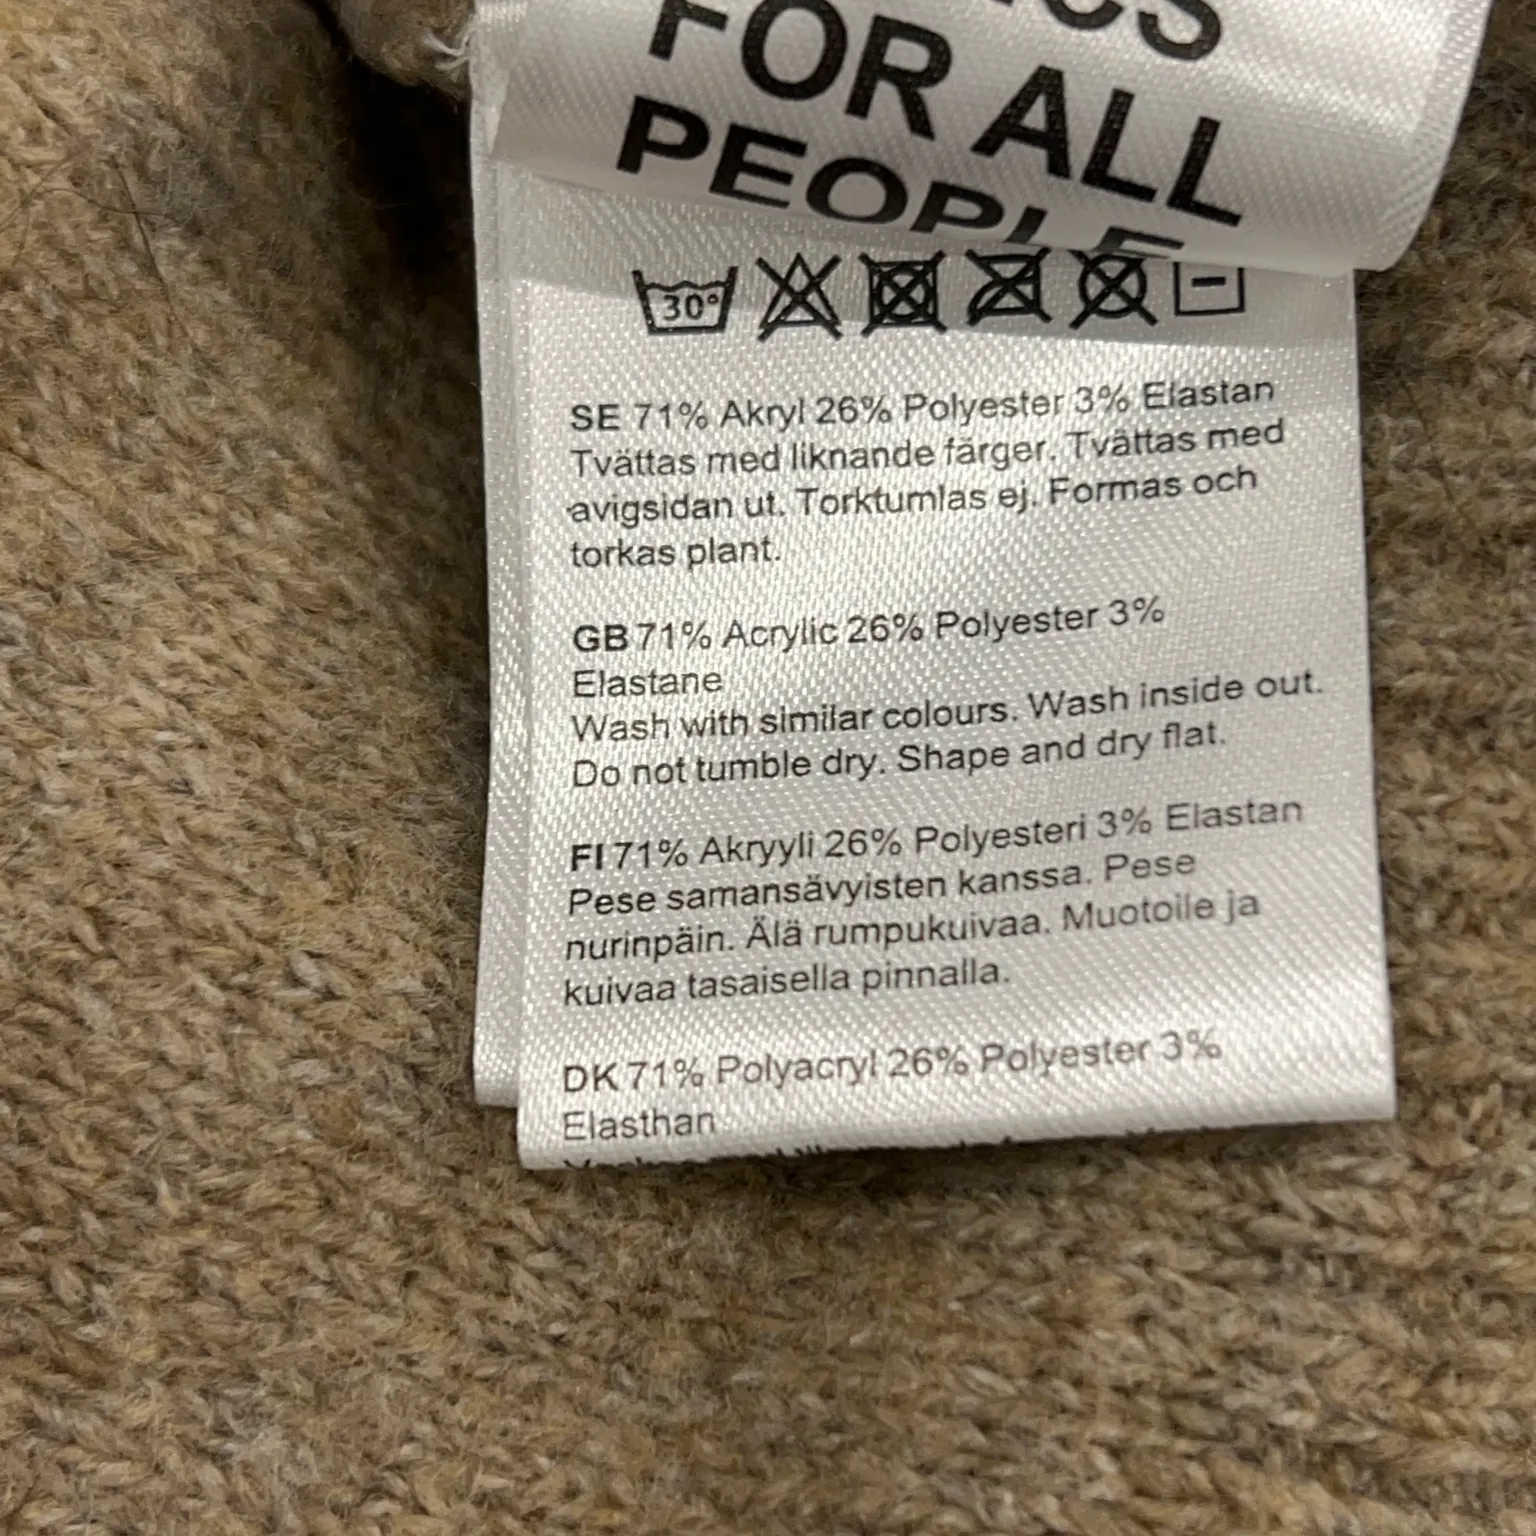 FOR ALL
PEOPLE
30°
SE 71% Akryl 26% Polyester 3% Elastan
Tvättas med liknande färger. Tvättas med
avigsidan ut. Torktumlas ej. Formas och
torkas plant.
GB 71% Acrylic 26% Polyester 3%
Elastane
Wash with similar colours. Wash inside out.
Do not tumble dry. Shape and dry flat.
FI 71% Akryyli 26% Polyesteri 3% Elastan
Pese samansävyisten kanssa. Pese
nurinpäin. Älä rumpukuivaa. Muotoile ja
kuivaa tasaisella pinnalla.
DK 71% Polyacryl 26% Polyester 3%
Elasthan